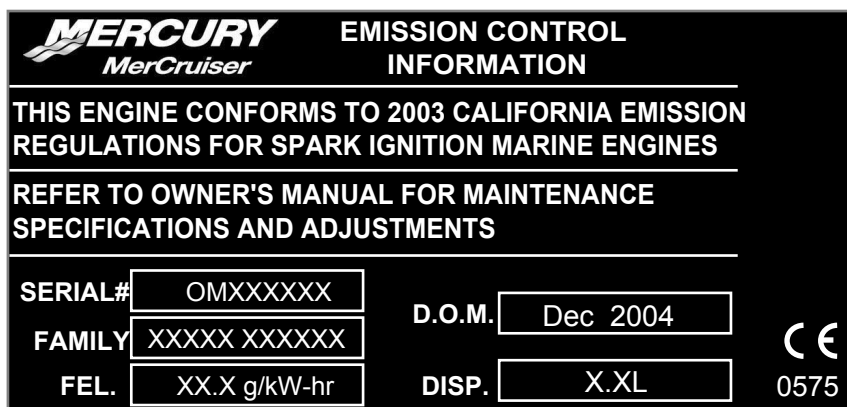 MERCURY
MerCruiser
EMISSION CONTROL
INFORMATION
THIS ENGINE CONFORMS TO 2003 CALIFORNIA EMISSION
REGULATIONS FOR SPARK IGNITION MARINE ENGINES
REFER TO OWNER'S MANUAL FOR MAINTENANCE
SPECIFICATIONS AND ADJUSTMENTS
SERIAL# OMXXXXXX
FAMILY XXXXX XXXXXX
FEL. XX.X g/kW-hr
D.O.M. Dec 2004
DISP. X.XL
CE
0575